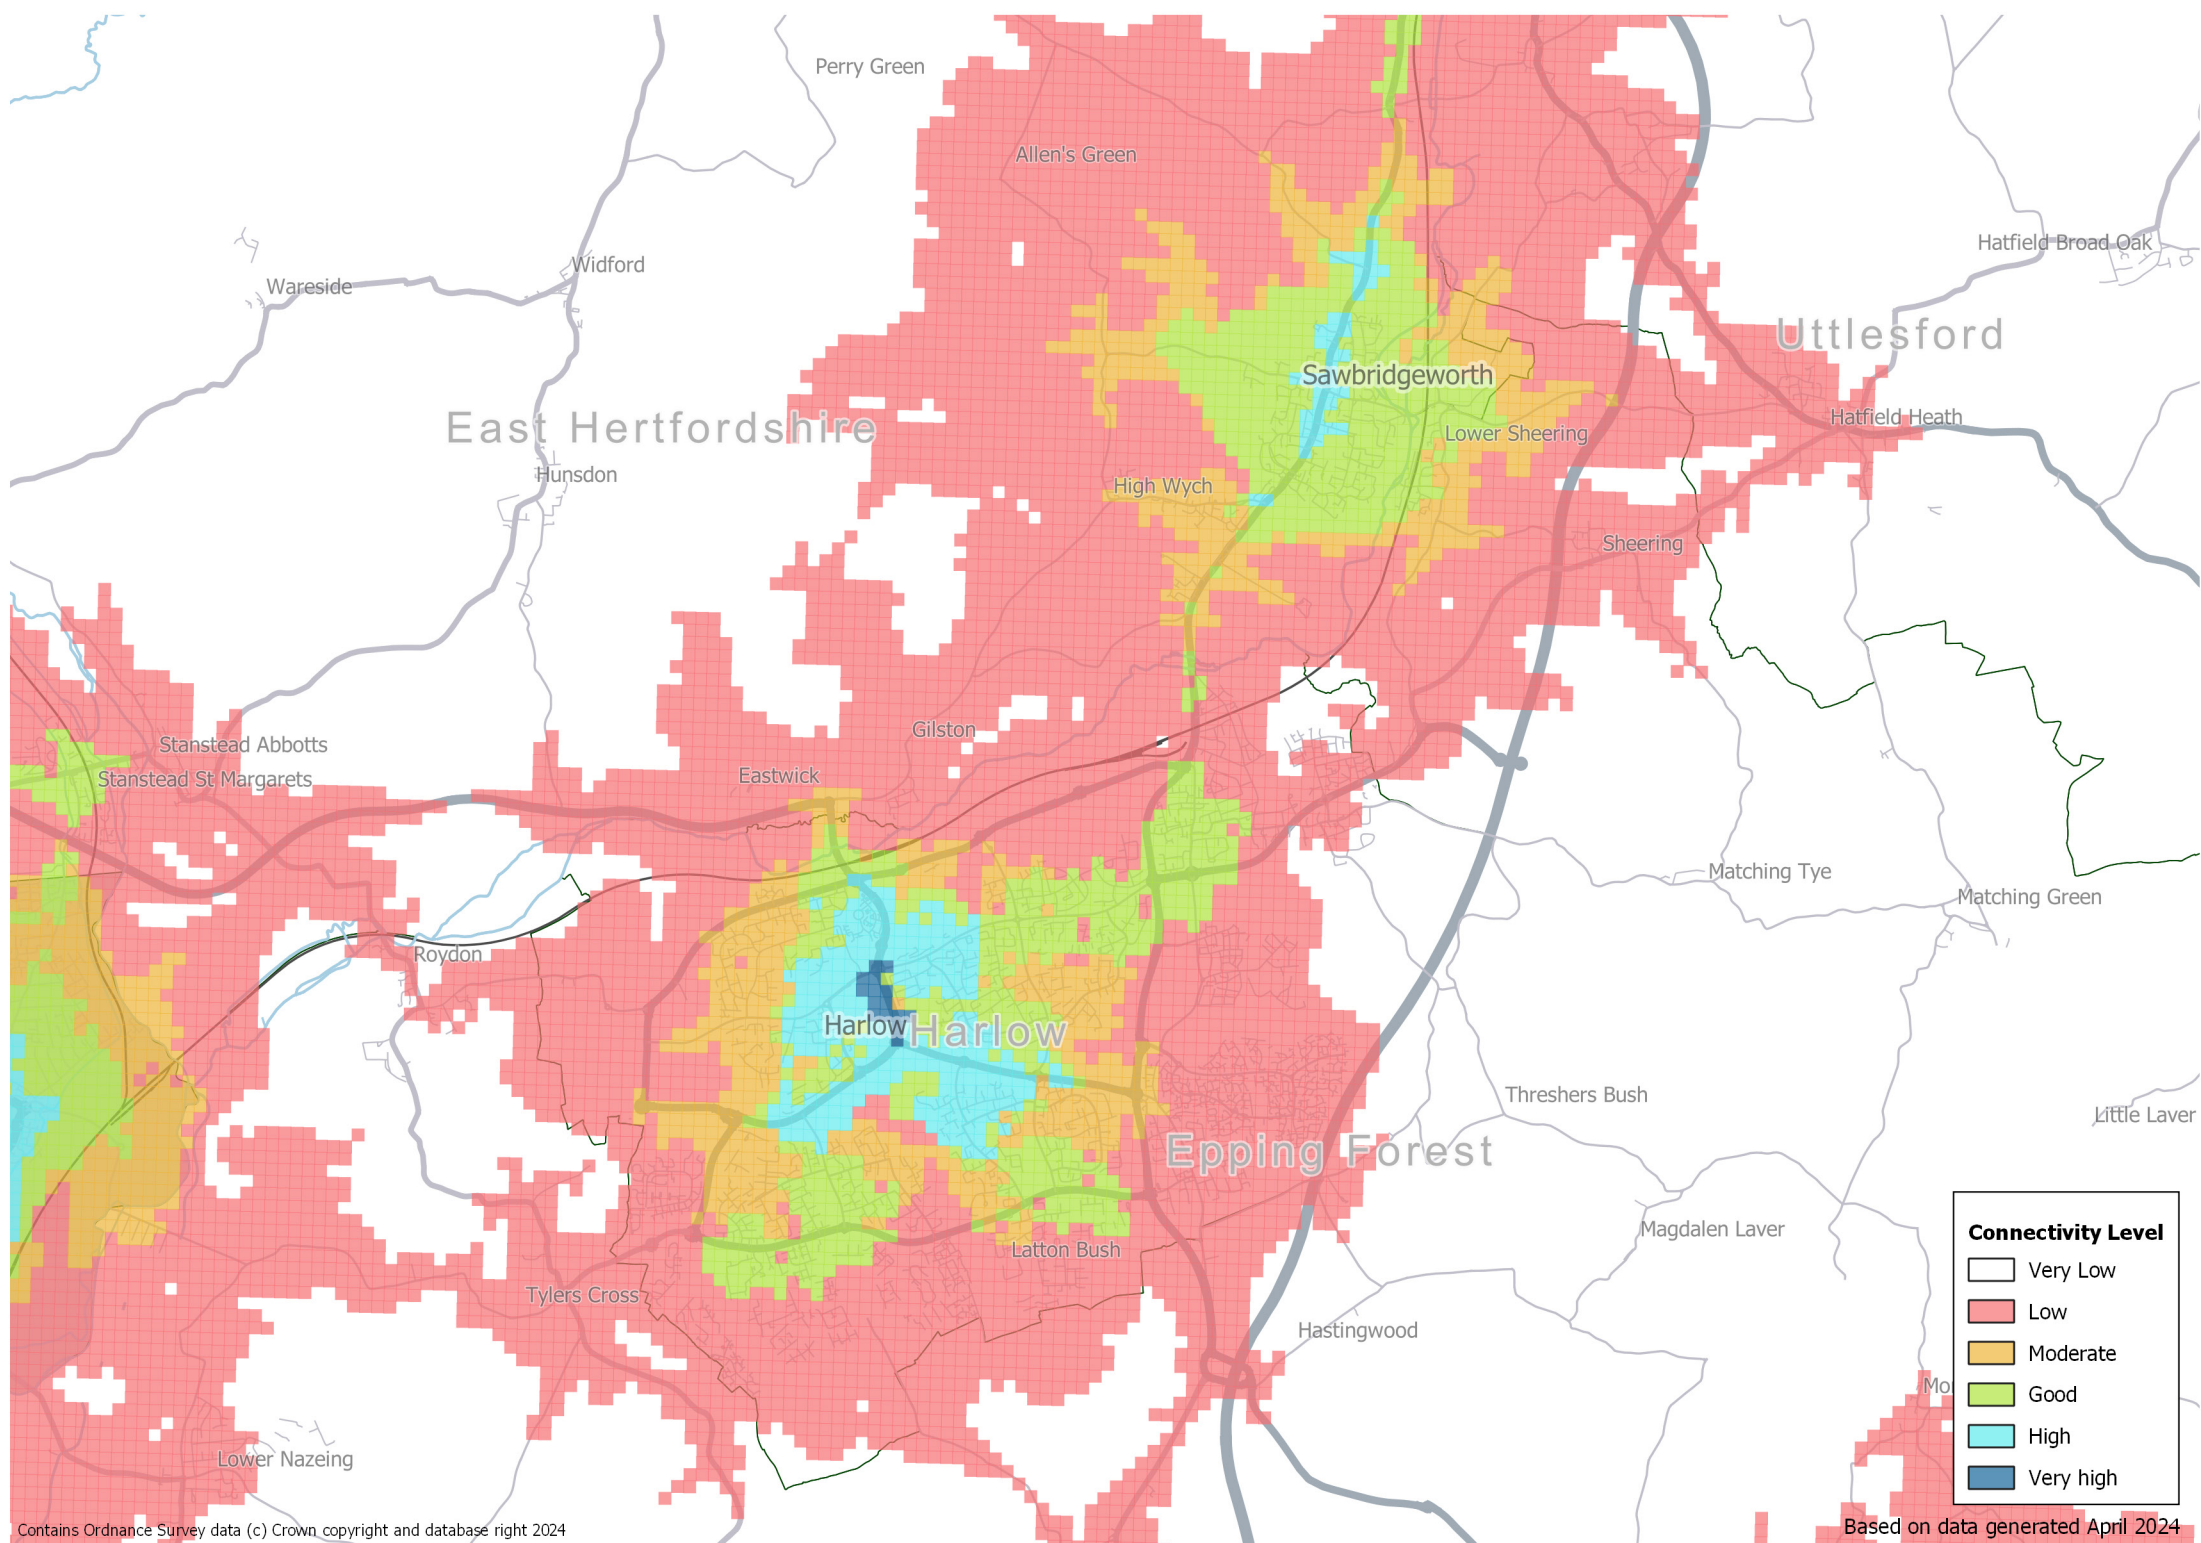 Perry Green
Allen's Green
Hatfield Broad Oak
Widford
Wareside
Uttlesford
Sawbridgeworth
Hatfield Heath
East Hertfordshire
Lower Sheering
Hunsdon
High Wych
Sheering
Gilston
Stanstead Abbotts
Eastwick
Stanstead St Margarets
Matching Tye
Matching Green
Roydon
Harlow
Harlow
Threshers Bush
Little Laver
Epping Forest
Magdalen Laver
Latton Bush
Tylers Cross
Hastingwood
Lower Nazeing
Connectivity Level
Very Low
Low
Moderate
Good
High
Very high
Contains Ordnance Survey data (c) Crown copyright and database right 2024
Based on data generated April 2024